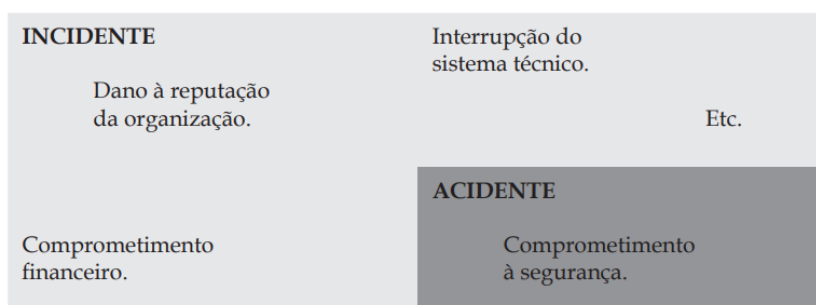 INCIDENTE
Dano à reputação
da organização.
Interrupção do
sistema técnico.
Etc.
Comprometimento
financeiro.
ACIDENTE
Comprometimento
à segurança.